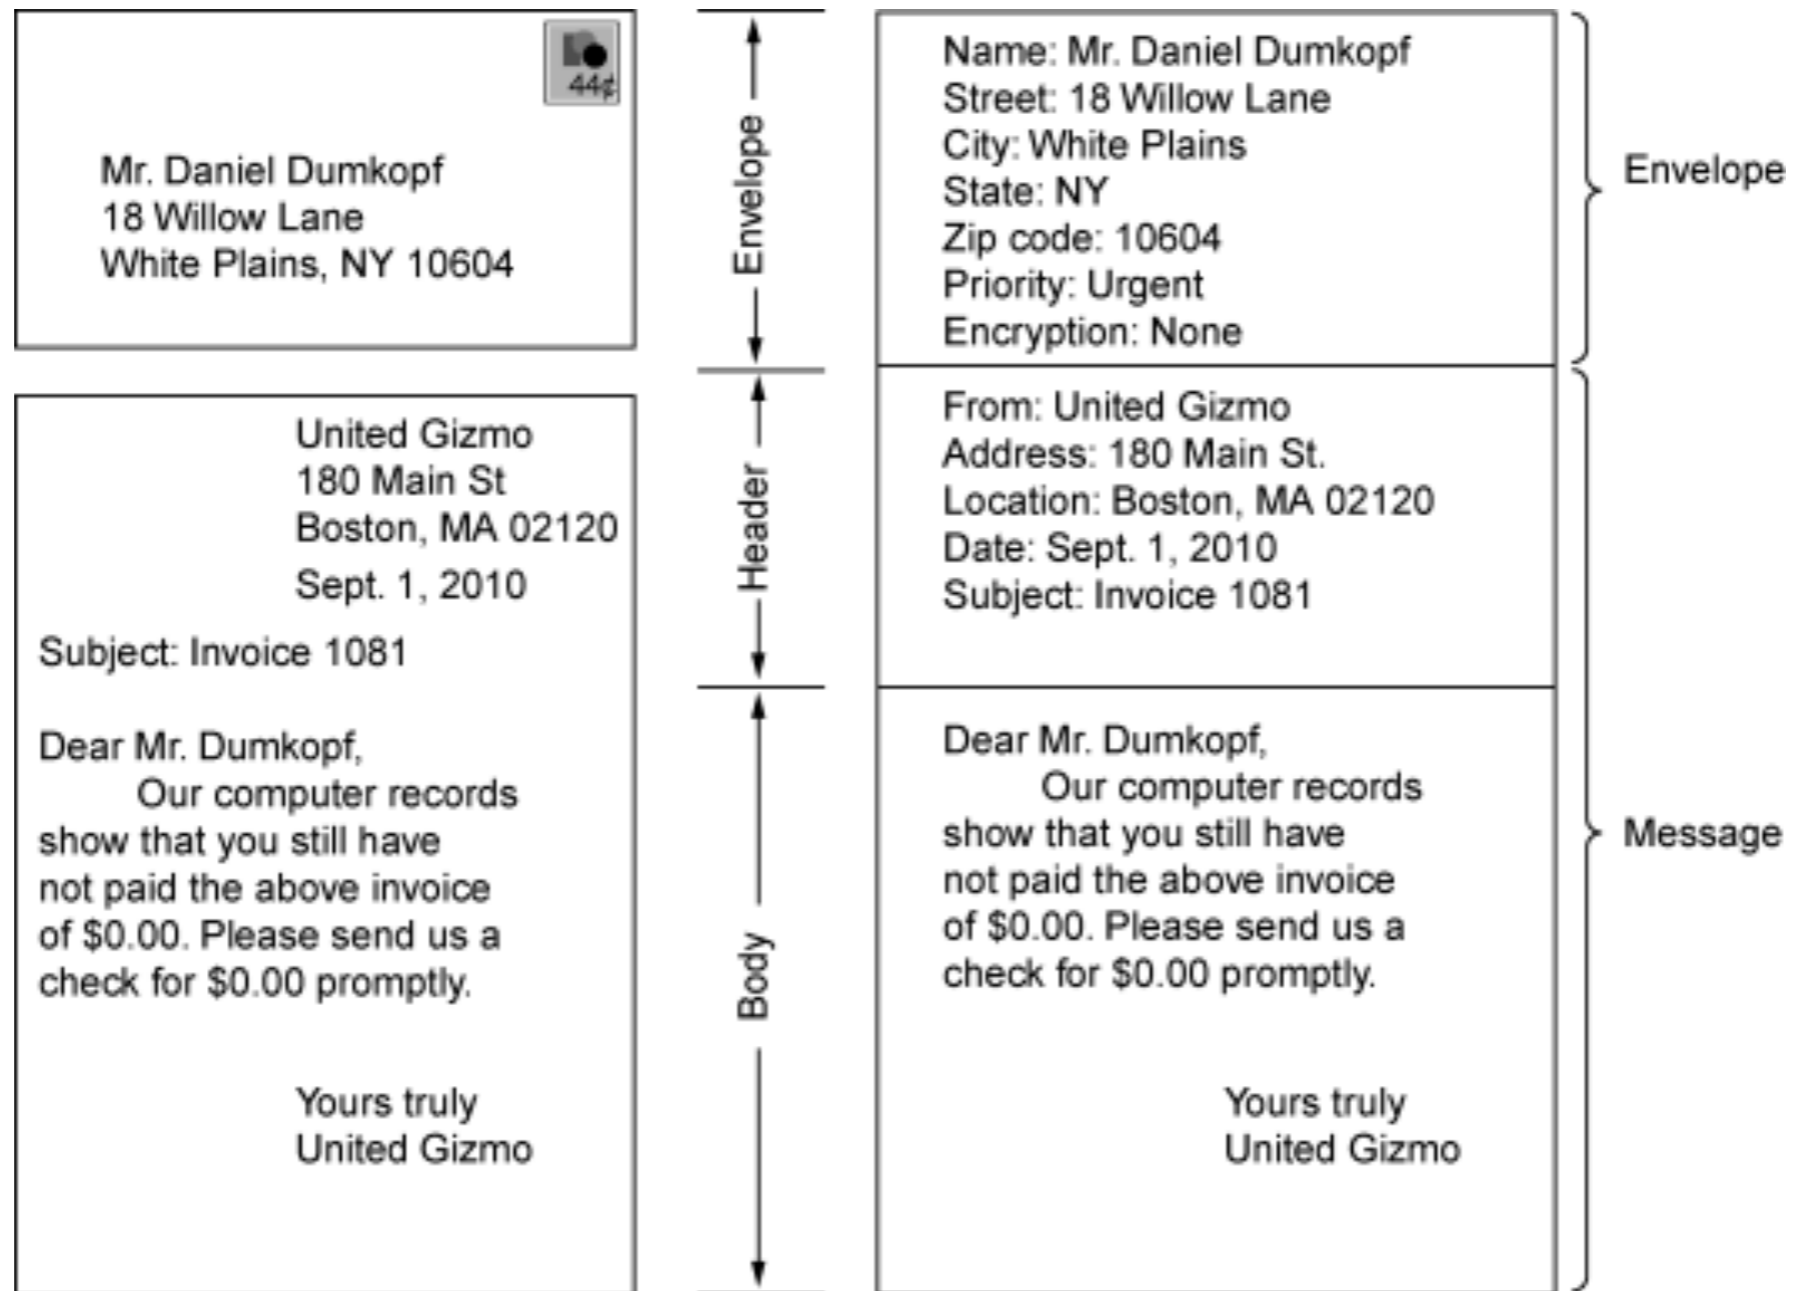 44¢
Mr. Daniel Dumkopf
18 Willow Lane
White Plains, NY 10604
United Gizmo
180 Main St
Boston, MA 02120
Sept. 1, 2010
Subject: Invoice 1081
Dear Mr. Dumkopf,
Our computer records
show that you still have
not paid the above invoice
of $0.00. Please send us a
check for $0.00 promptly.
Yours truly
United Gizmo
Envelope
Header
Body
Name: Mr. Daniel Dumkopf
Street: 18 Willow Lane
City: White Plains
State: NY
Zip code: 10604
Priority: Urgent
Encryption: None
From: United Gizmo
Address: 180 Main St.
Location: Boston, MA 02120
Date: Sept. 1, 2010
Subject: Invoice 1081
Dear Mr. Dumkopf,
Our computer records
show that you still have
not paid the above invoice
of $0.00. Please send us a
check for $0.00 promptly.
Yours truly
United Gizmo
Envelope
Message